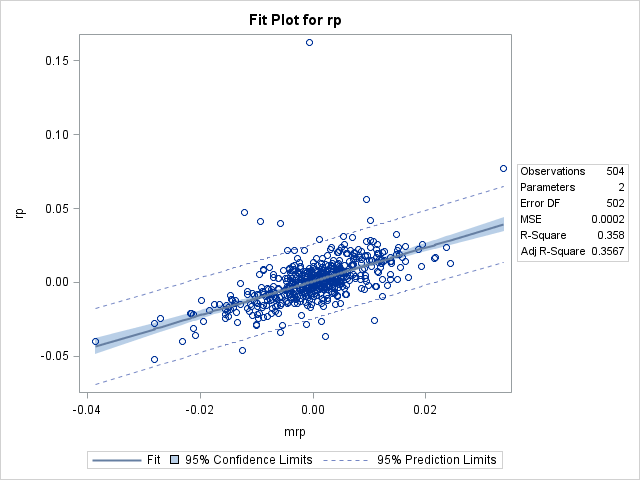 Fit Plot for rp
0.15
0.10
0.05
0.00
-0.05
rp
-0.04
-0.02
0.00
0.02
mrp
Observations 504
Parameters 2
Error DF 502
MSE 0.0002
R-Square 0.358
Adj R-Square 0.3567
Fit 95% Confidence Limits 95% Prediction Limits